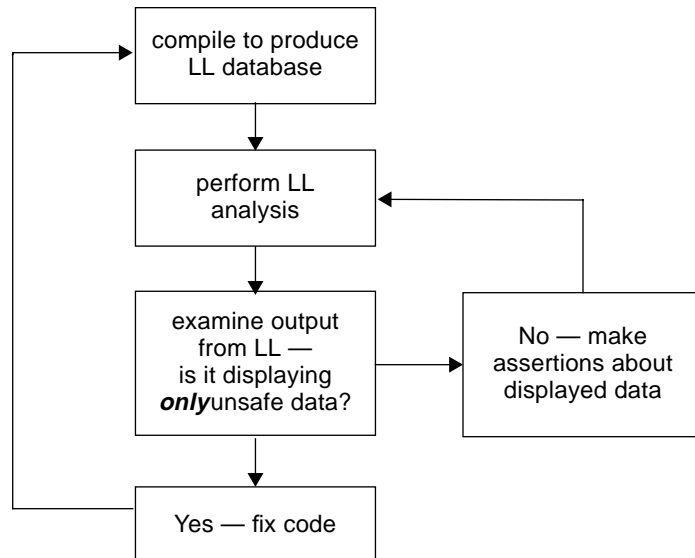 compile to produce
LL database
perform LL
analysis
examine output
from LL —
is it displaying
onlyunsafe data?
No — make
assertions about
displayed data
Yes — fix code